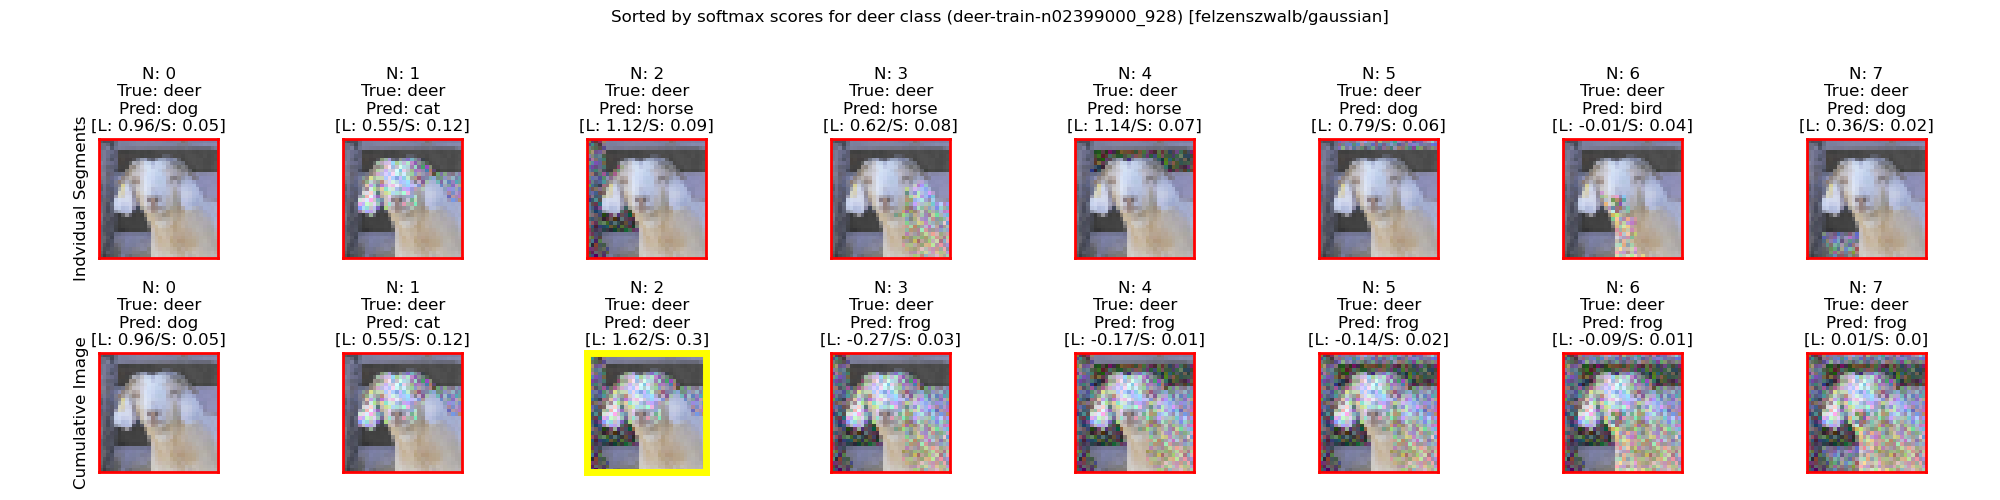 Sorted by softmax scores for deer class (deer-train-n02399000_928) [felzenszwalb/gaussian]
Indvidual Segments
N: 0
True: deer
Pred: dog
[L: 0.96/S: 0.05]
N: 1
True: deer
Pred: cat
[L: 0.55/S: 0.12]
N: 2
True: deer
Pred: horse
[L: 1.12/S: 0.09]
N: 3
True: deer
Pred: horse
[L: 0.62/S: 0.08]
N: 4
True: deer
Pred: horse
[L: 1.14/S: 0.07]
N: 5
True: deer
Pred: dog
[L: 0.79/S: 0.06]
N: 6
True: deer
Pred: bird
[L: -0.01/S: 0.04]
N: 7
True: deer
Pred: dog
[L: 0.36/S: 0.02]
Cumulative Image
N: 0
True: deer
Pred: dog
[L: 0.96/S: 0.05]
N: 1
True: deer
Pred: cat
[L: 0.55/S: 0.12]
N: 2
True: deer
Pred: deer
[L: 1.62/S: 0.3]
N: 3
True: deer
Pred: frog
[L: -0.27/S: 0.03]
N: 4
True: deer
Pred: frog
[L: -0.17/S: 0.01]
N: 5
True: deer
Pred: frog
[L: -0.14/S: 0.02]
N: 6
True: deer
Pred: frog
[L: -0.09/S: 0.01]
N: 7
True: deer
Pred: frog
[L: 0.01/S: 0.0]